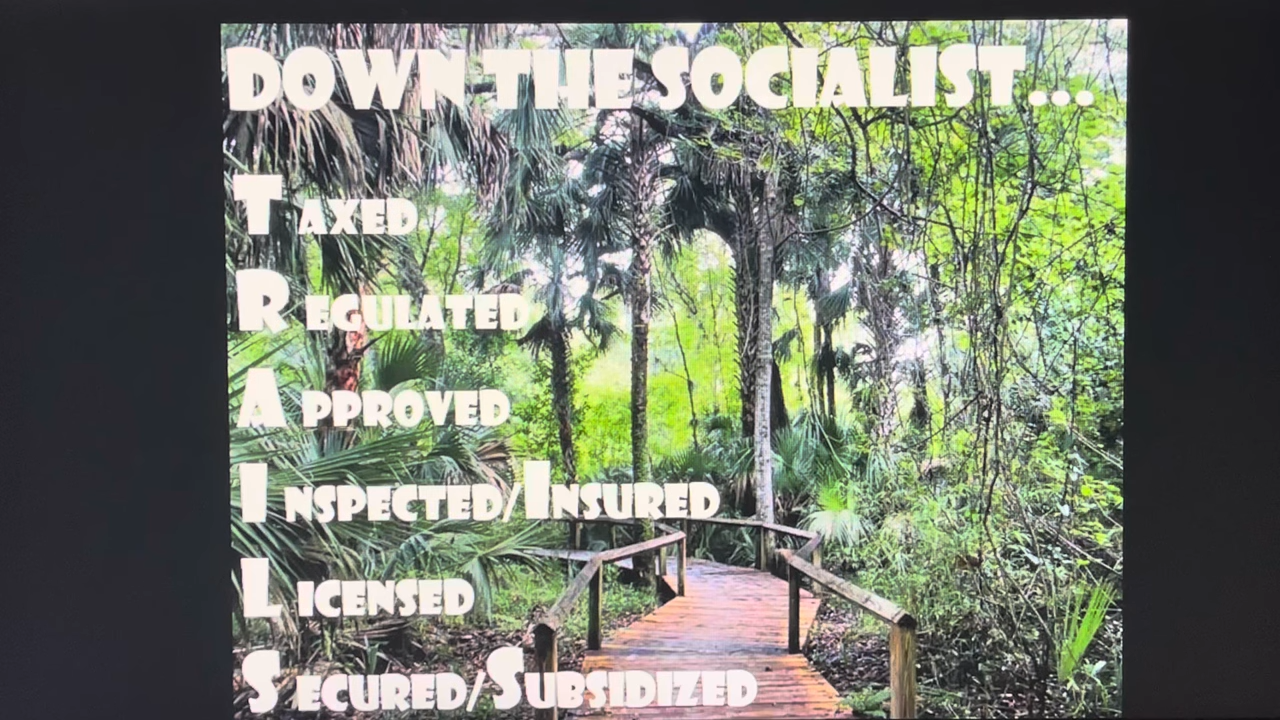 DOWN THE SOCIALIST...
TAXED
REGULATED
APPROVED
INSPECTED/INSURED
LICENSED
SECURED/SUBSIDIZED